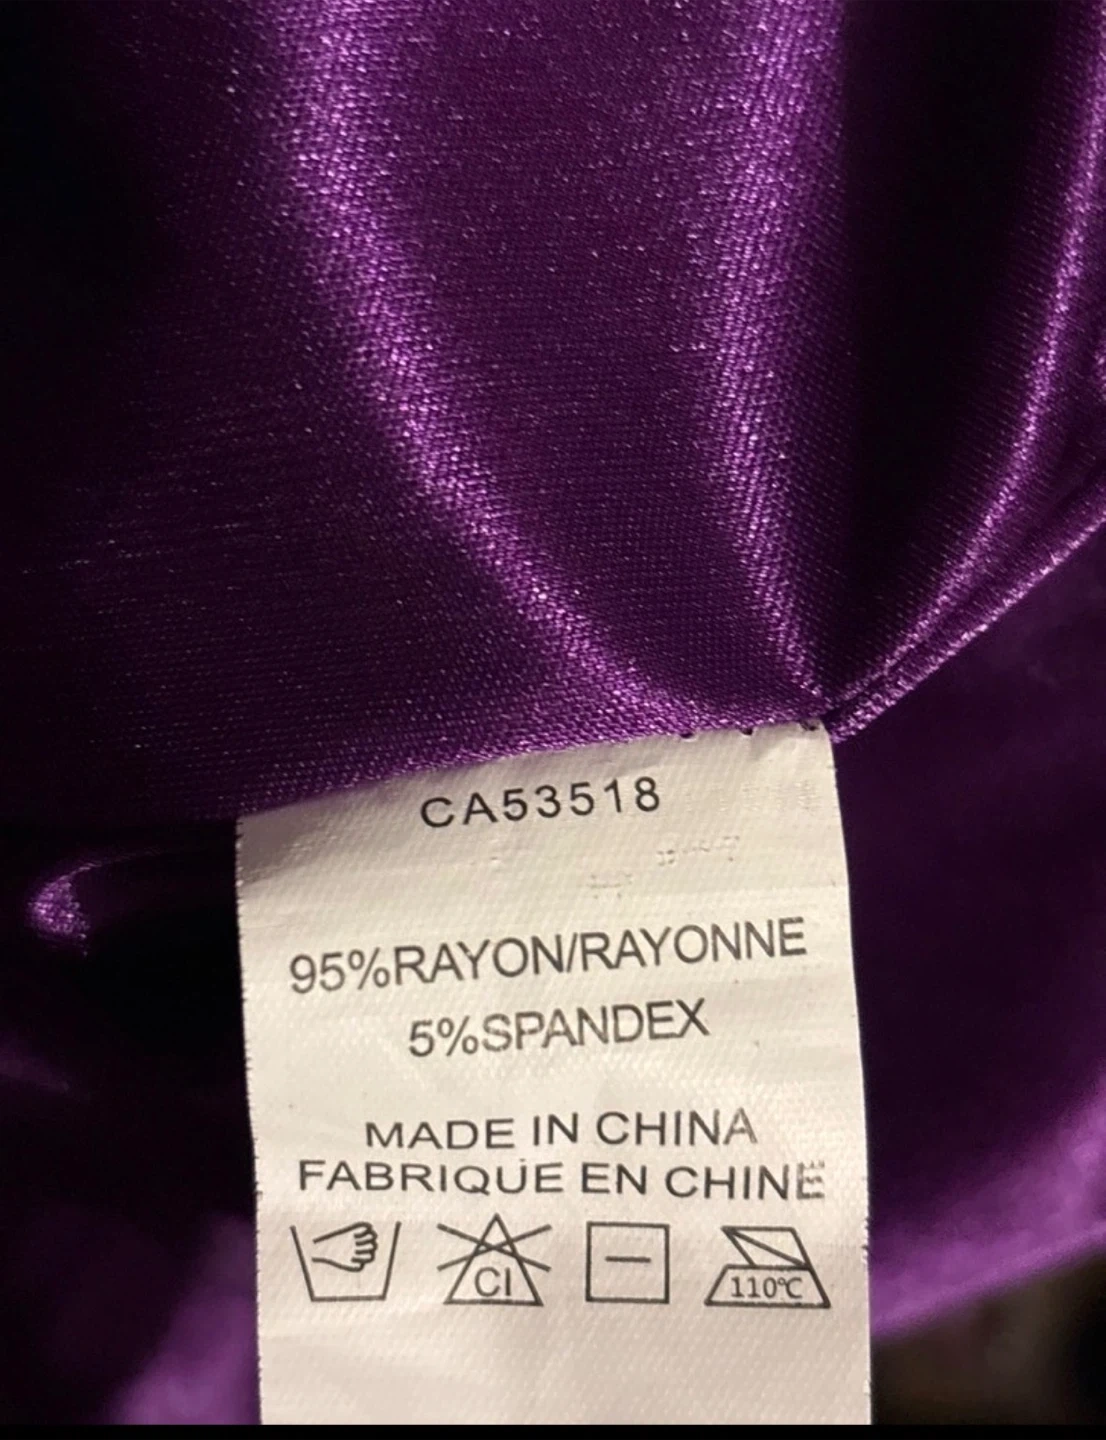 CA53518
95%RAYON/RAYONNE
5%SPANDEX
MADE IN CHINA
FABRIQUE EN CHINE
CI
110℃